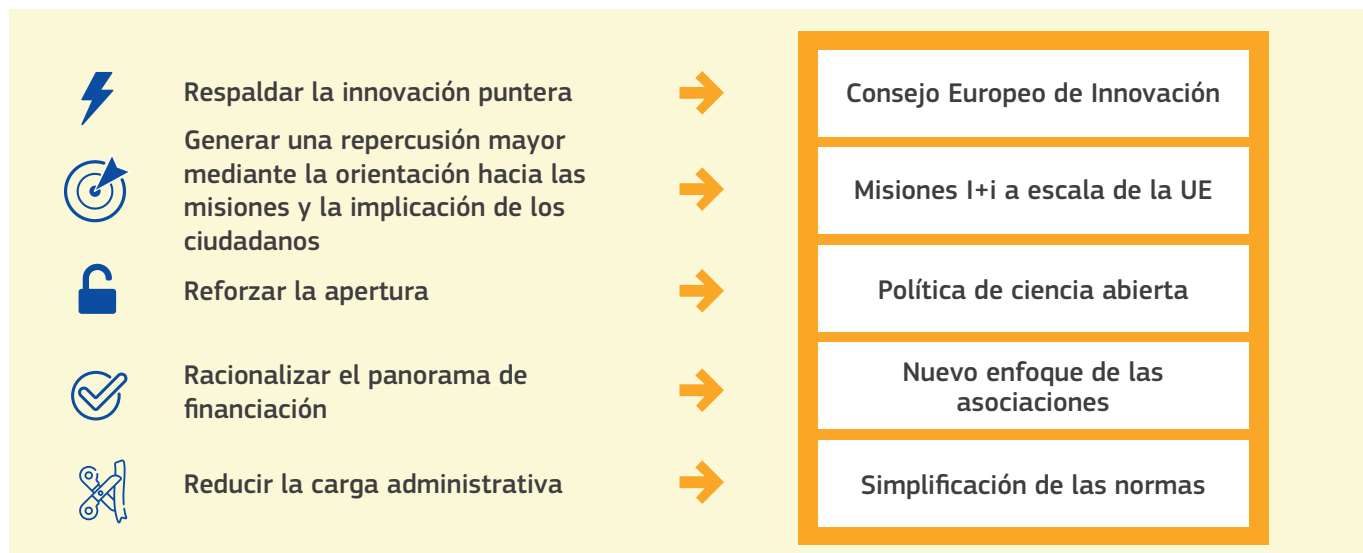 Respaldar la innovación puntera
Consejo Europeo de Innovación
Generar una repercusión mayor
mediante la orientación hacia las
misiones y la implicación de los
ciudadanos
Misiones I+i a escala de la UE
Reforzar la apertura
Política de ciencia abierta
Racionalizar el panorama de
financiación
Nuevo enfoque de las
asociaciones
Reducir la carga administrativa
Simplificación de las normas